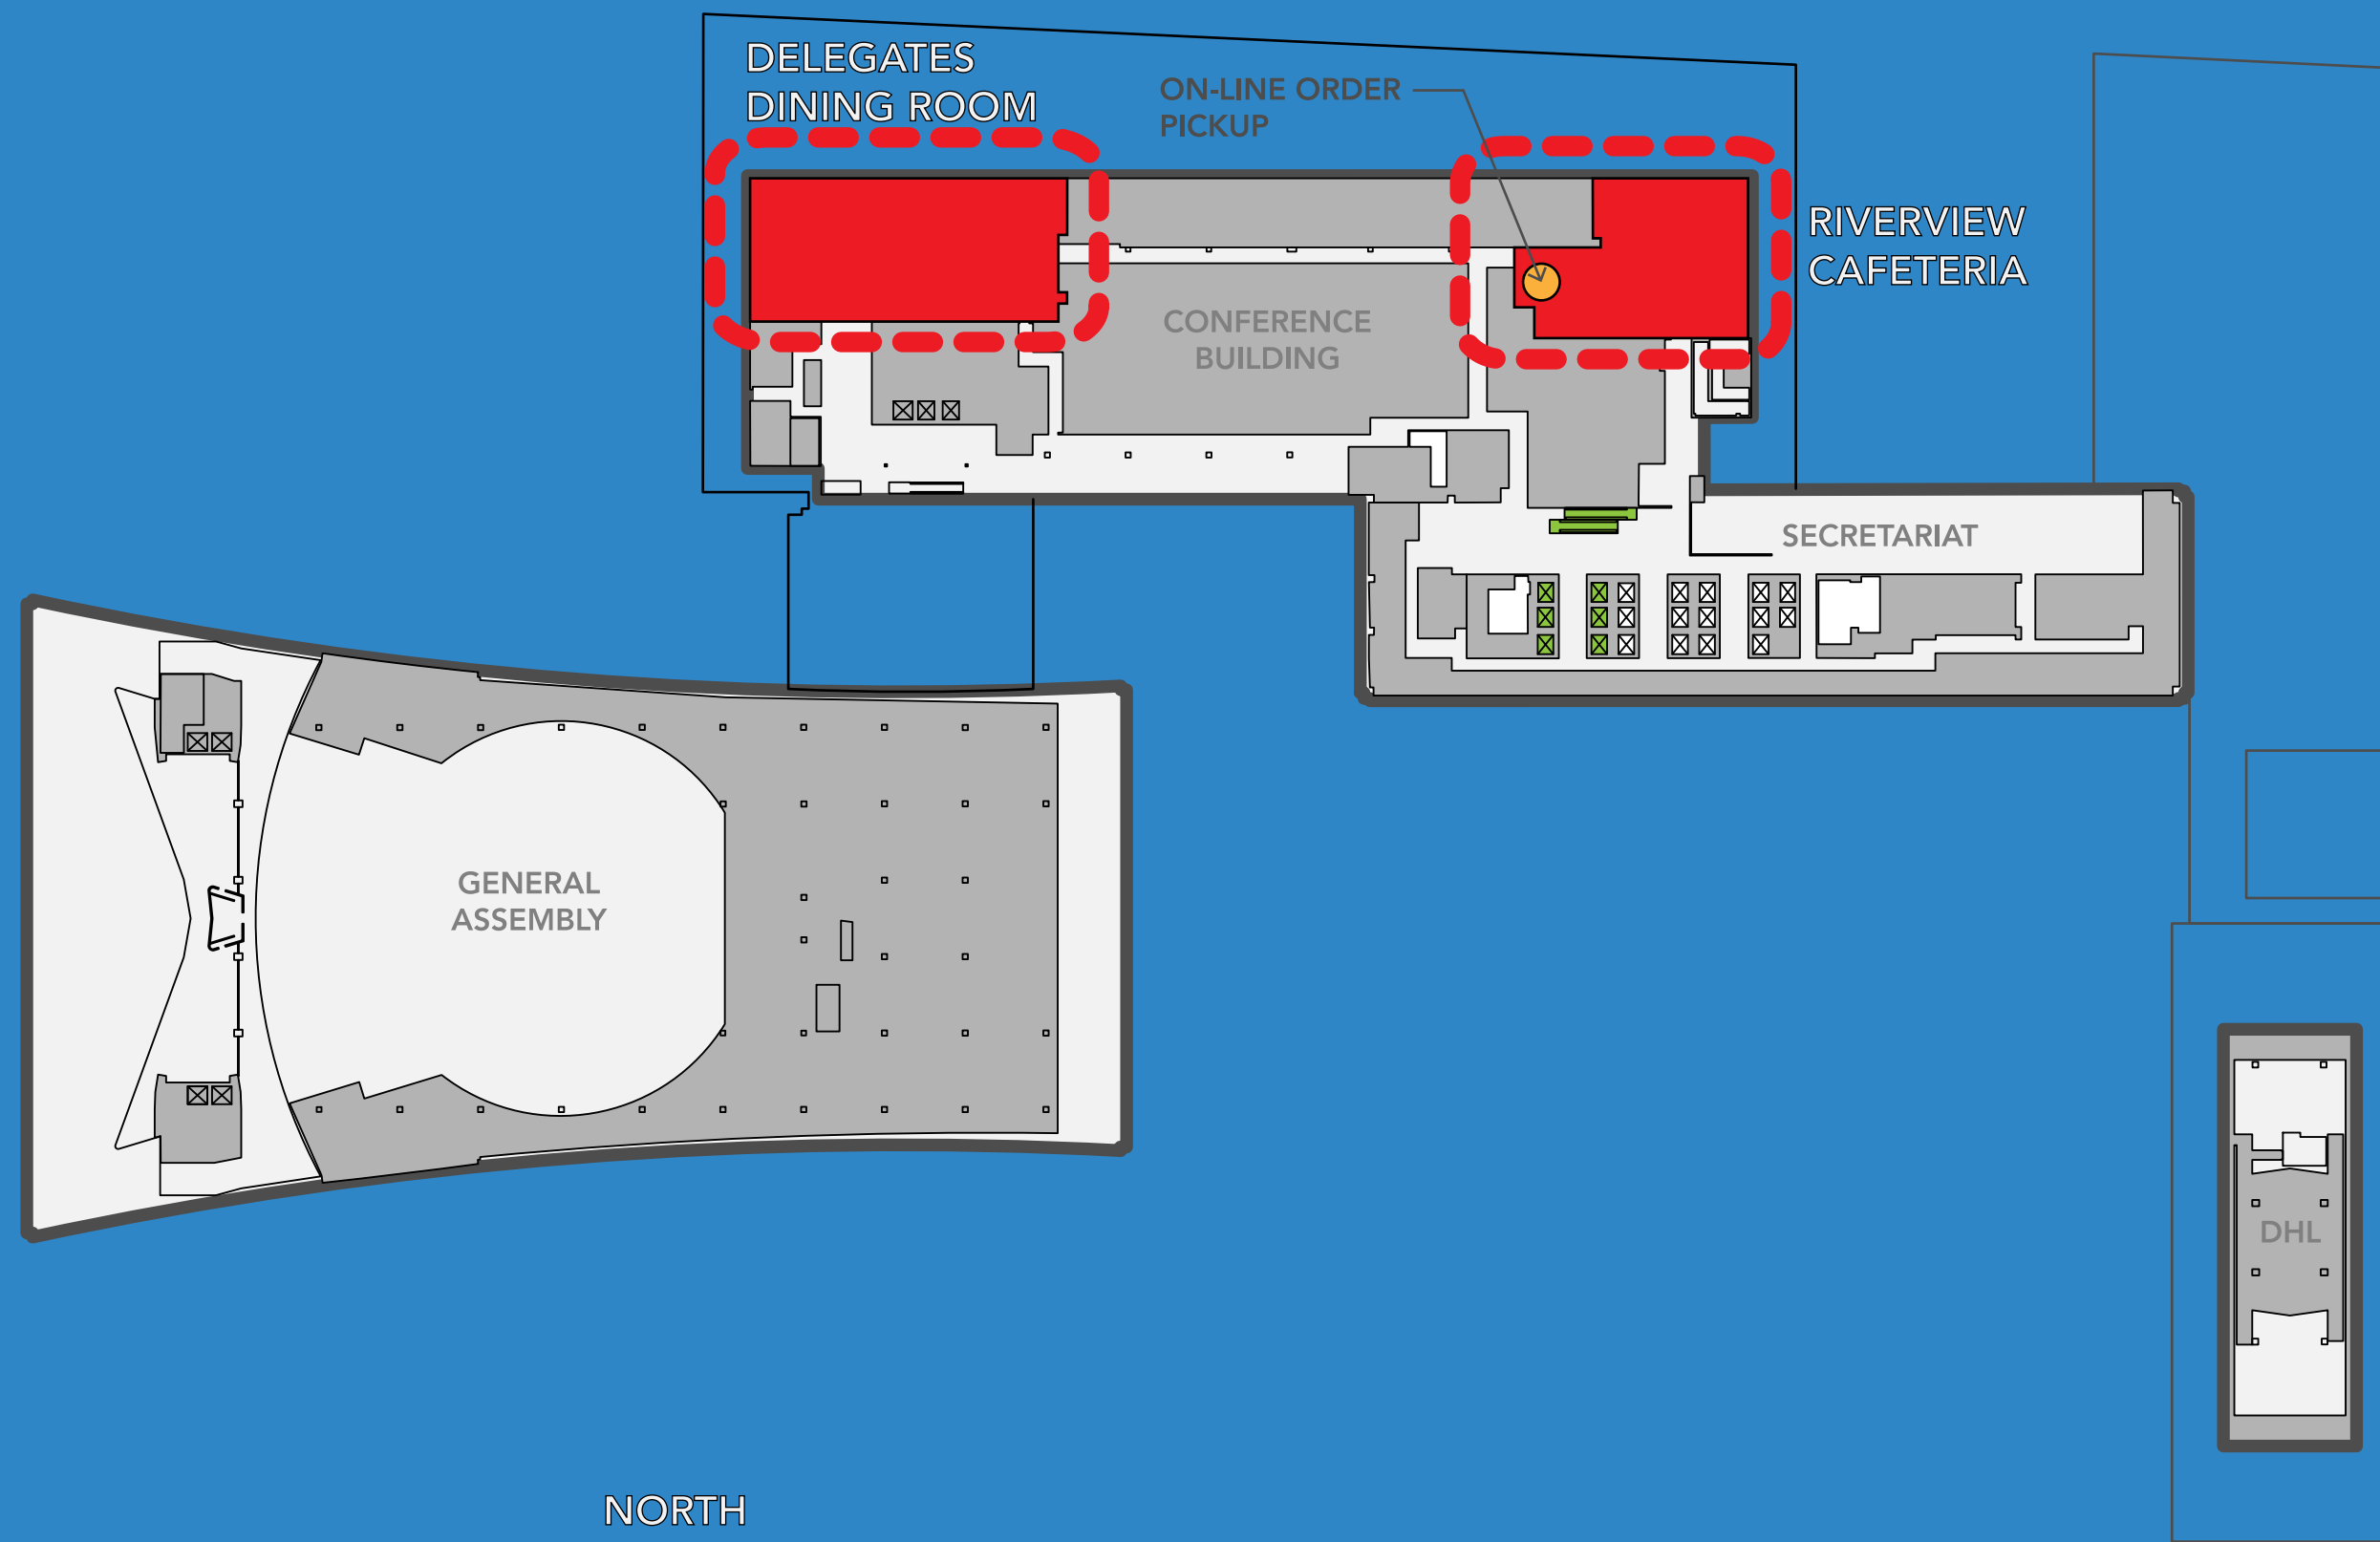 DELEGATES
DINING ROOM
ON-LINE ORDER
PICKUP
RIVERVIEW
CAFETERIA
CONFERENCE
BUILDING
SECRETARIAT
GENERAL
ASSEMBLY
DHL
NORTH